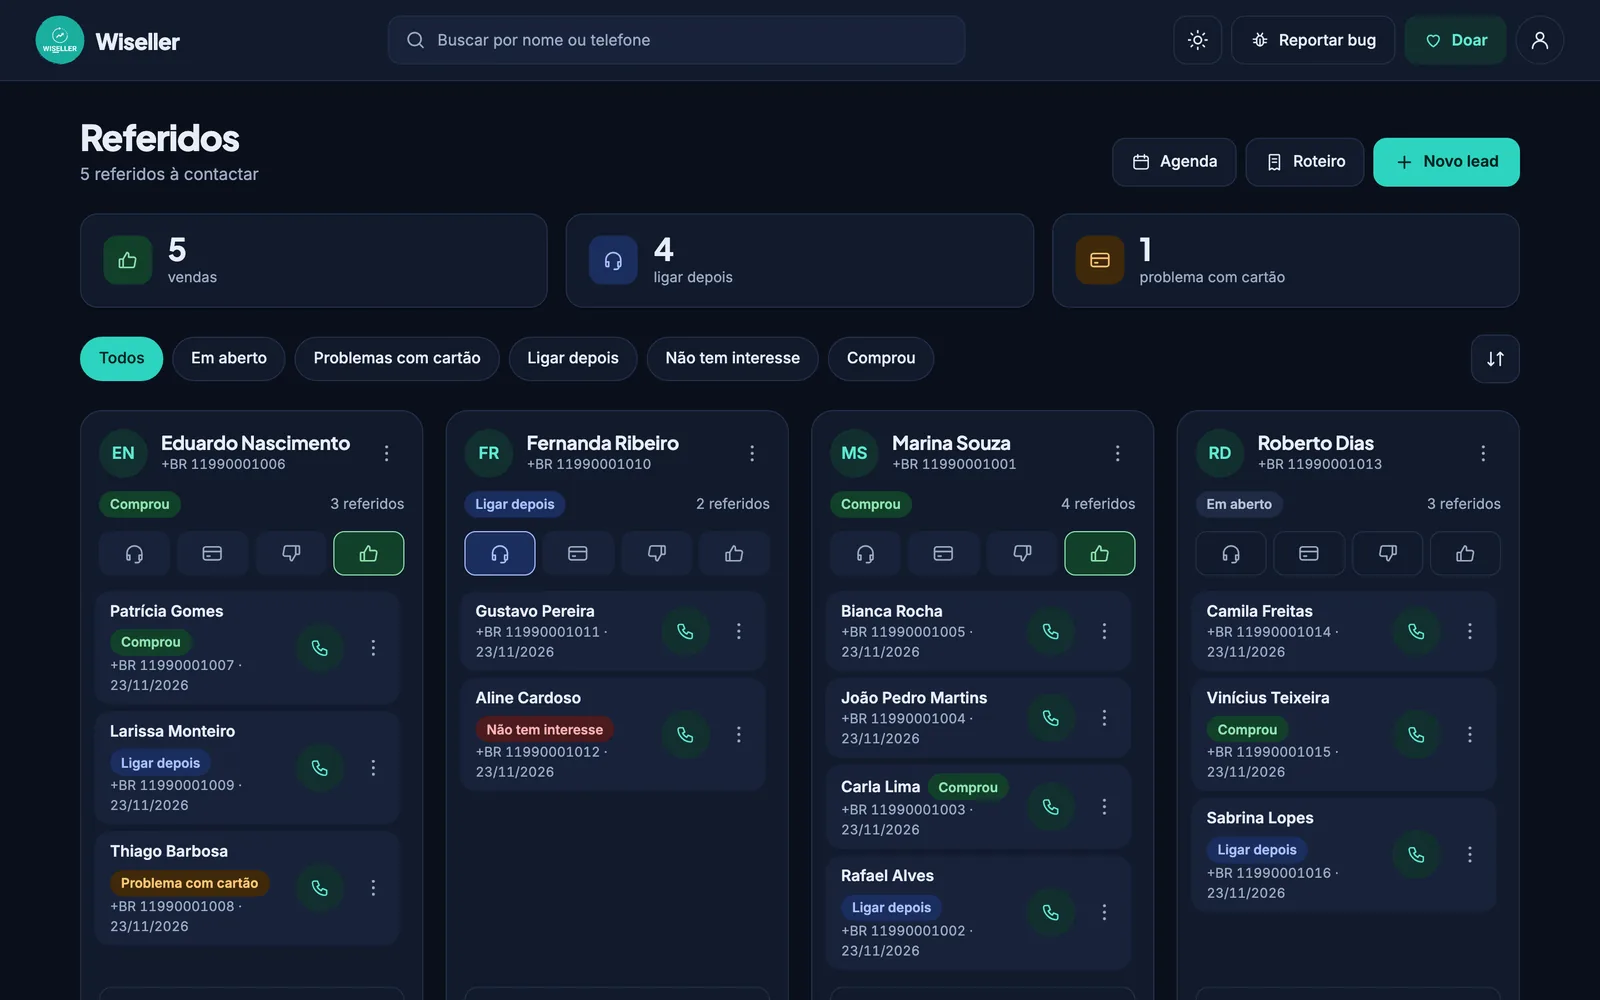 WISELLER
Wiseller
Buscar por nome ou telefone
Reportar bug
Doar
Referidos
5 referidos à contactar
Agenda
Roteiro
Novo lead
5
vendas
4
ligar depois
1
problema com cartão
Todos
Em aberto
Problemas com cartão
Ligar depois
Não tem interesse
Comprou
EN
Eduardo Nascimento
+BR 11990001006
Comprou
3 referidos
Patrícia Gomes
Comprou
+BR 11990001007 ·
23/11/2026
Larissa Monteiro
Ligar depois
+BR 11990001009 ·
23/11/2026
Thiago Barbosa
Problema com cartão
+BR 11990001008 ·
23/11/2026
FR
Fernanda Ribeiro
+BR 11990001010
Ligar depois
2 referidos
Gustavo Pereira
+BR 11990001011 ·
23/11/2026
Aline Cardoso
Não tem interesse
+BR 11990001012 ·
23/11/2026
MS
Marina Souza
+BR 11990001001
Comprou
4 referidos
Bianca Rocha
+BR 11990001005 ·
23/11/2026
João Pedro Martins
+BR 11990001004 ·
23/11/2026
Carla Lima Comprou
+BR 11990001003 ·
23/11/2026
Rafael Alves
Ligar depois
+BR 11990001002 ·
23/11/2026
RD
Roberto Dias
+BR 11990001013
Em aberto
3 referidos
Camila Freitas
+BR 11990001014 ·
23/11/2026
Vinícius Teixeira
Comprou
+BR 11990001015 ·
23/11/2026
Sabrina Lopes
Ligar depois
+BR 11990001016 ·
23/11/2026